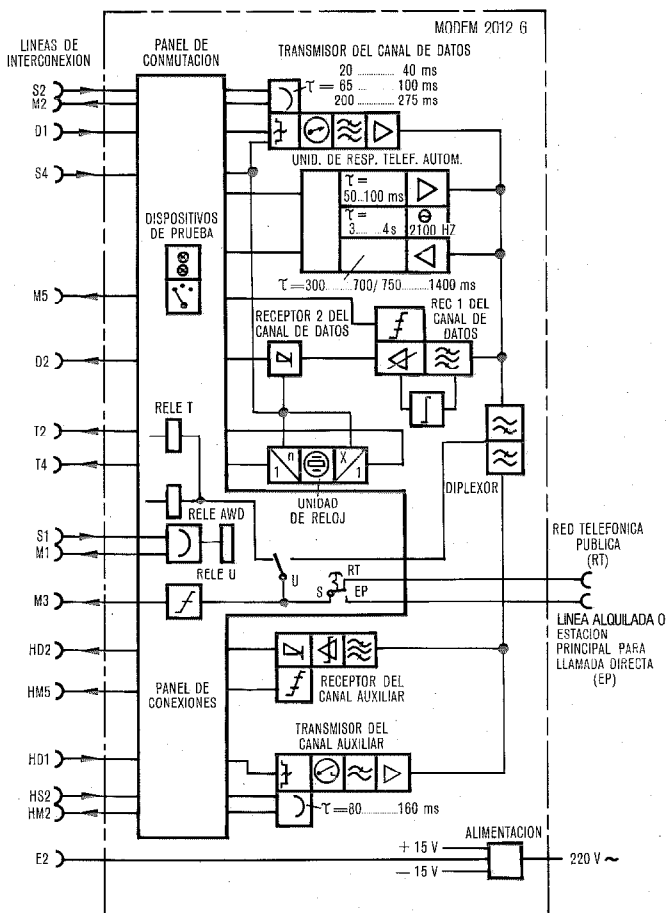 MODEM 2012 6
LINEAS DE
INTERCONEXION
PANEL DE
CONMUTACION
TRANSMISOR DEL CANAL DE DATOS
20 ........... 40 ms
τ = 65 ...... 100 ms
200 ........... 275 ms
S2
M2
D1
S4
UNID. DE RESP. TELEF. AUTOM.
τ =
50..100 ms
τ =
3......4s
2100 HZ
τ=300......700/ 750..........1400 ms
DISPOSITIVOS
DE PRUEBA
M5
RECEPTOR 2 DEL
CANAL DE DATOS
REC 1 DEL
CANAL DE
DATOS
D2
T2
T4
RELE T
n
1
X
1
UNIDAD
DE RELOJ
DIPLEXOR
RELE AWD
S1
M1
RELE U
U
S
RT
EP
RED TELEFONICA
PUBLICA
(RT)
M3
LINEA ALQUILADA O
ESTACION
PRINCIPAL PARA
LLAMADA DIRECTA
(EP)
HD2
HM5
PANEL DE
CONEXIONES
RECEPTOR DEL
CANAL AUXILIAR
TRANSMISOR DEL
CANAL AUXILIAR
HD1
HS2
HM2
τ=80..........160 ms
ALIMENTACION
E2
+ 15 V
— 15 V
220 V ~